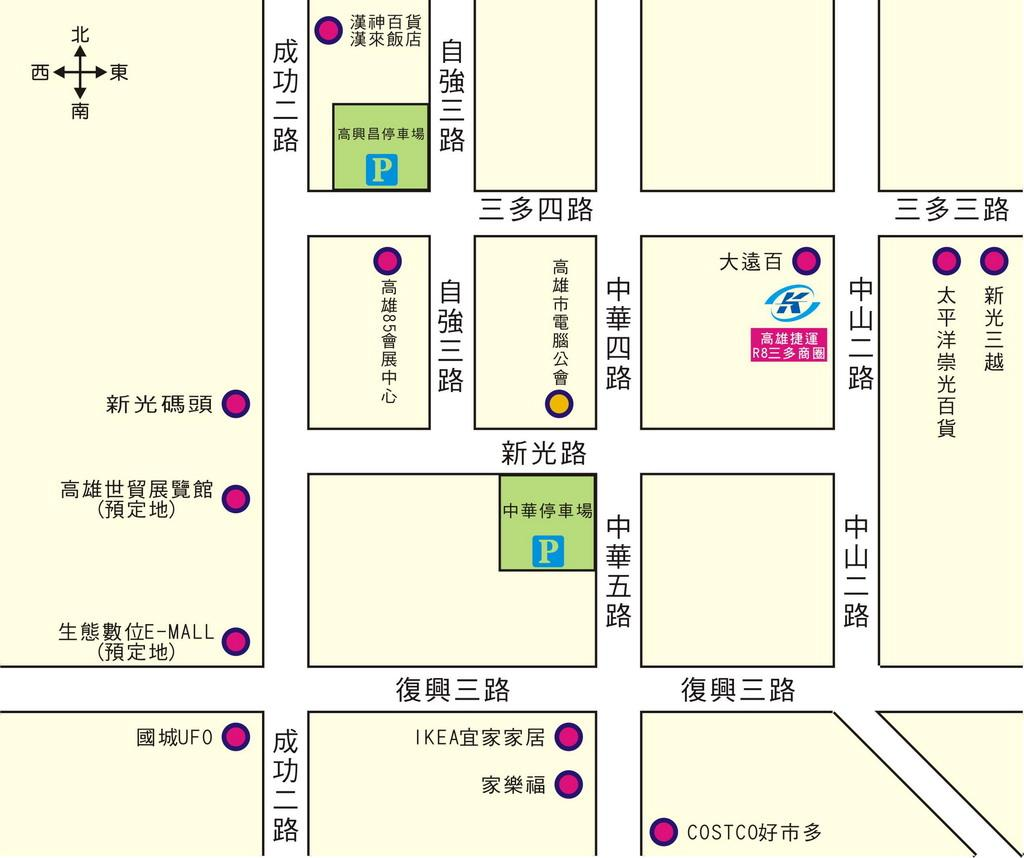 北
西
東
南
成功二路
漢神百貨
漢來飯店
自強三路
高興昌停車場
P
三多四路
三多三路
高雄85會展中心
自強三路
高雄市電腦公會
中華四路
大遠百
K
高雄捷運
R8三多商圈
中山二路
太平洋崇光百貨
新光三越
新光碼頭
新光路
高雄世貿展覽館
(預定地)
中華停車場
P
中華五路
中山二路
生態數位E-MALL
(預定地)
復興三路
復興三路
國城UFO
成功二路
IKEA宜家家居
家樂福
COSTCO好市多